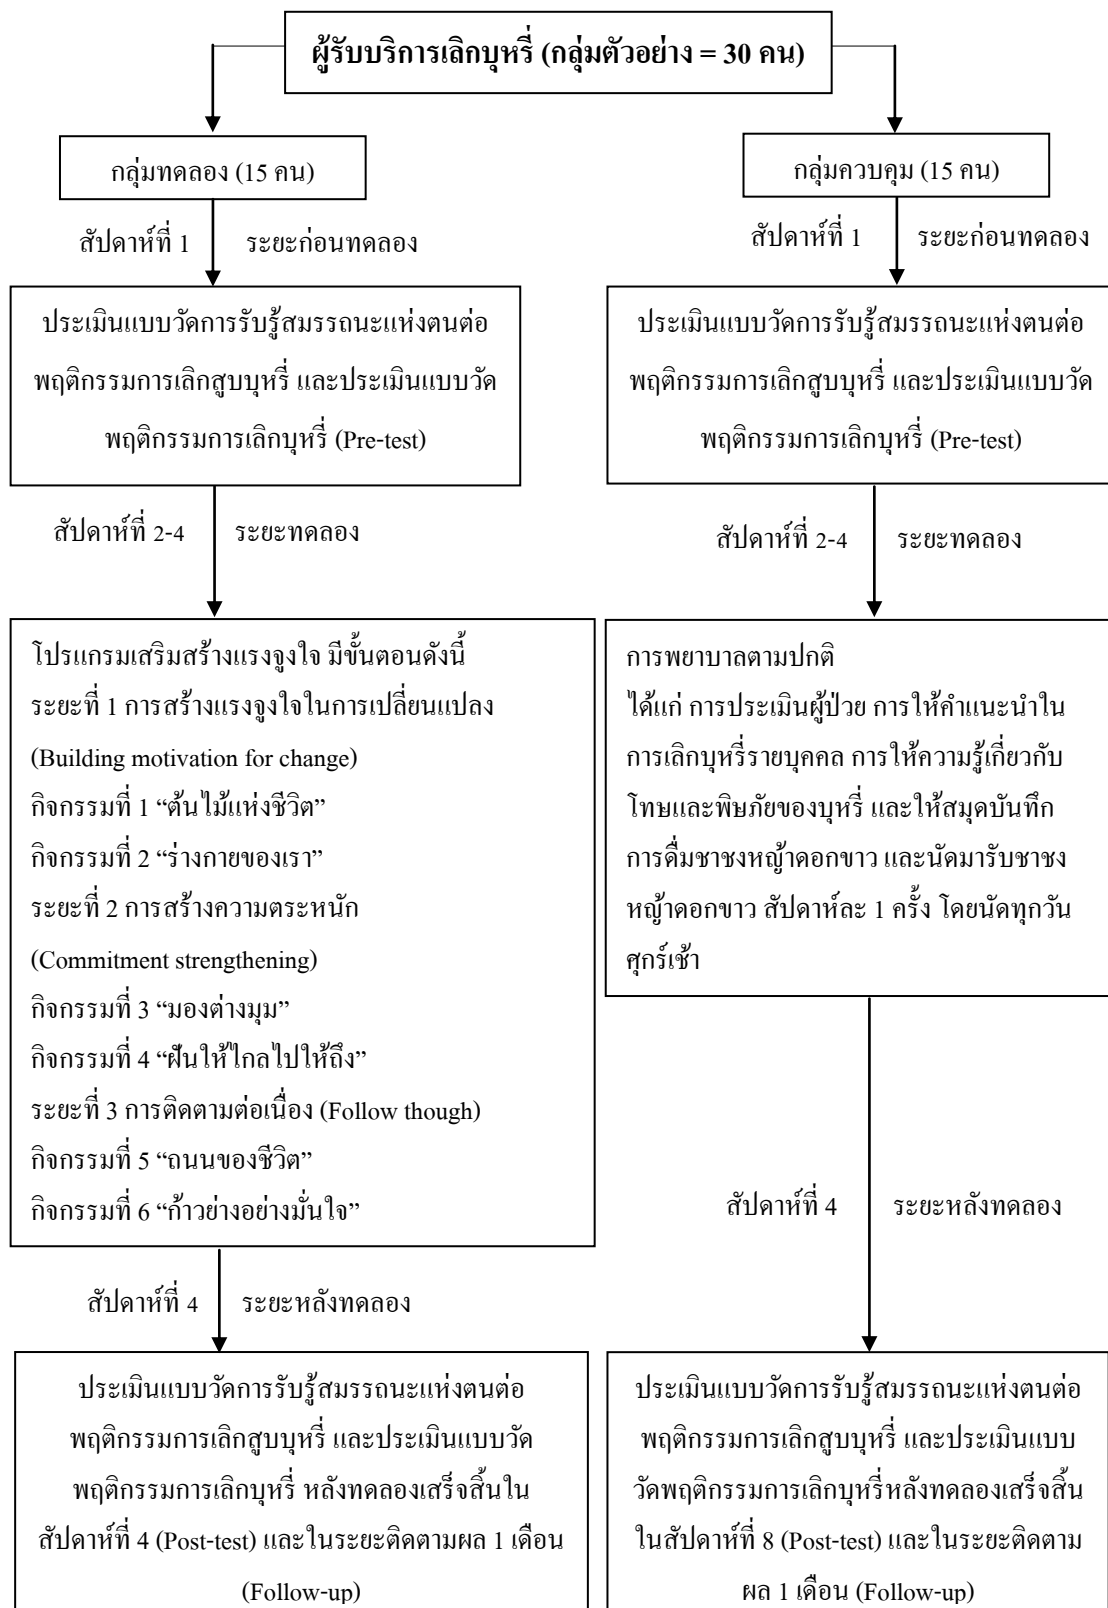 ผู้รับบริการเลิกบุหรี่ (กลุ่มตัวอย่าง = 30 คน)
กลุ่มทดลอง (15 คน)
สัปดาห์ที่ 1
ระยะก่อนทดลอง
ประเมินแบบวัดการรับรู้สมรรถนะแห่งตนต่อ
พฤติกรรมการเลิกสูบบุหรี่ และประเมินแบบวัด
พฤติกรรมการเลิกบุหรี่ (Pre-test)
สัปดาห์ที่ 2-4
ระยะทดลอง
โปรแกรมเสริมสร้างแรงจูงใจ มีขั้นตอนดังนี้
ระยะที่ 1 การสร้างแรงจูงใจในการเปลี่ยนแปลง
(Building motivation for change)
กิจกรรมที่ 1 “ต้นไม้แห่งชีวิต”
กิจกรรมที่ 2 “ร่างกายของเรา”
ระยะที่ 2 การสร้างความตระหนัก
(Commitment strengthening)
กิจกรรมที่ 3 “มองต่างมุม”
กิจกรรมที่ 4 “ฝันให้ไกลไปให้ถึง”
ระยะที่ 3 การติดตามต่อเนื่อง (Follow though)
กิจกรรมที่ 5 “ถนนของชีวิต”
กิจกรรมที่ 6 “ก้าวย่างอย่างมั่นใจ”
สัปดาห์ที่ 4
ระยะหลังทดลอง
ประเมินแบบวัดการรับรู้สมรรถนะแห่งตนต่อ
พฤติกรรมการเลิกสูบบุหรี่ และประเมินแบบวัด
พฤติกรรมการเลิกบุหรี่ หลังทดลองเสร็จสิ้นใน
สัปดาห์ที่ 4 (Post-test) และในระยะติดตามผล 1 เดือน
(Follow-up)
กลุ่มควบคุม (15 คน)
สัปดาห์ที่ 1
ระยะก่อนทดลอง
ประเมินแบบวัดการรับรู้สมรรถนะแห่งตนต่อ
พฤติกรรมการเลิกสูบบุหรี่ และประเมินแบบวัด
พฤติกรรมการเลิกบุหรี่ (Pre-test)
สัปดาห์ที่ 2-4
ระยะทดลอง
การพยาบาลตามปกติ
ได้แก่ การประเมินผู้ป่วย การให้คำแนะนำใน
การเลิกบุหรี่รายบุคคล การให้ความรู้เกี่ยวกับ
โทษและพิษภัยของบุหรี่ และให้สมุดบันทึก
การดื่มชาชงหญ้าดอกขาว และนัดมารับชาชง
หญ้าดอกขาว สัปดาห์ละ 1 ครั้ง โดยนัดทุกวัน
ศุกร์เช้า
สัปดาห์ที่ 4
ระยะหลังทดลอง
ประเมินแบบวัดการรับรู้สมรรถนะแห่งตนต่อ
พฤติกรรมการเลิกสูบบุหรี่ และประเมินแบบ
วัดพฤติกรรมการเลิกบุหรี่หลังทดลองเสร็จสิ้น
ในสัปดาห์ที่ 8 (Post-test) และในระยะติดตาม
ผล 1 เดือน (Follow-up)